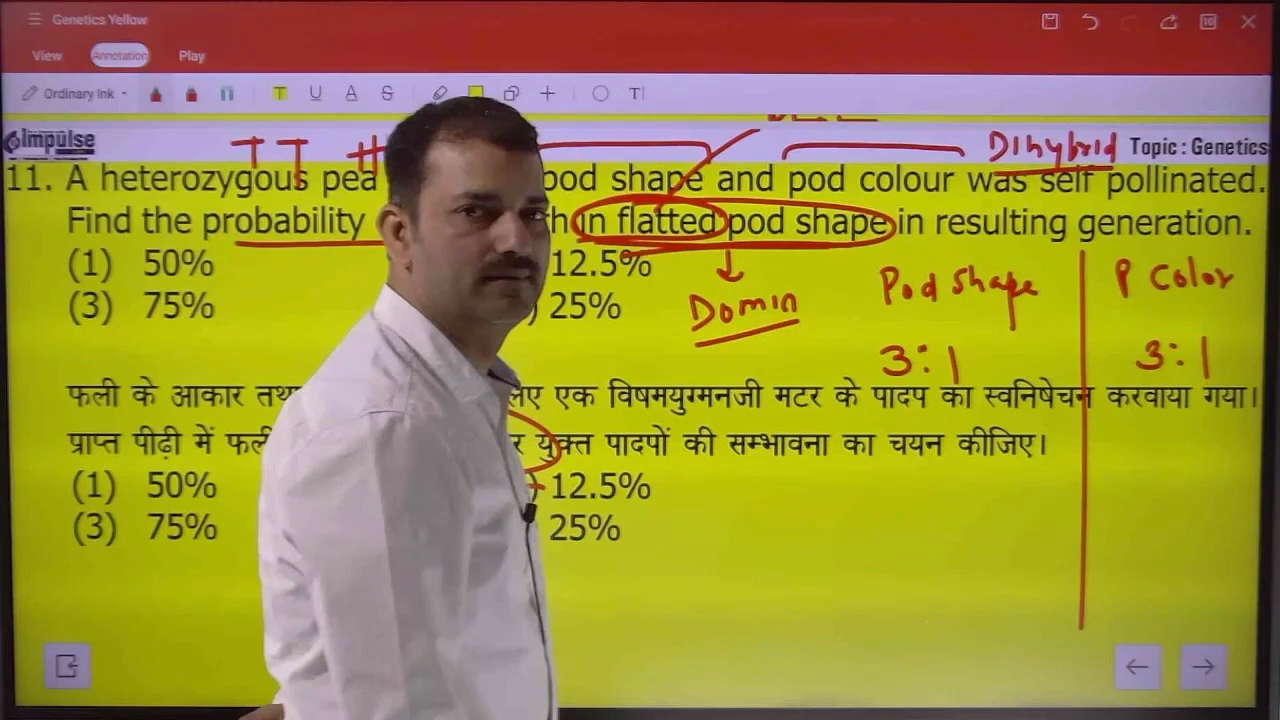 Genetics Yellow
10
View Annotation Play
Ordinary Ink T U A S T
Impulse TT Dihybrid Topic : Genetics
11. A heterozygous pea pod shape and pod colour was self pollinated.
Find the probability in flatted pod shape in resulting generation.
(1) 50% 12.5%
(3) 75% 25%
Domin
Pod Shape P Color
3:1 3:1
फली के आकार एक विषमयुग्मनजी मटर के पादप का स्वनिषेचन करवाया गया।
प्राप्त पीढ़ी में युक्त पादपों की सम्भावना का चयन कीजिए।
(1) 50% 12.5%
(3) 75% 25%